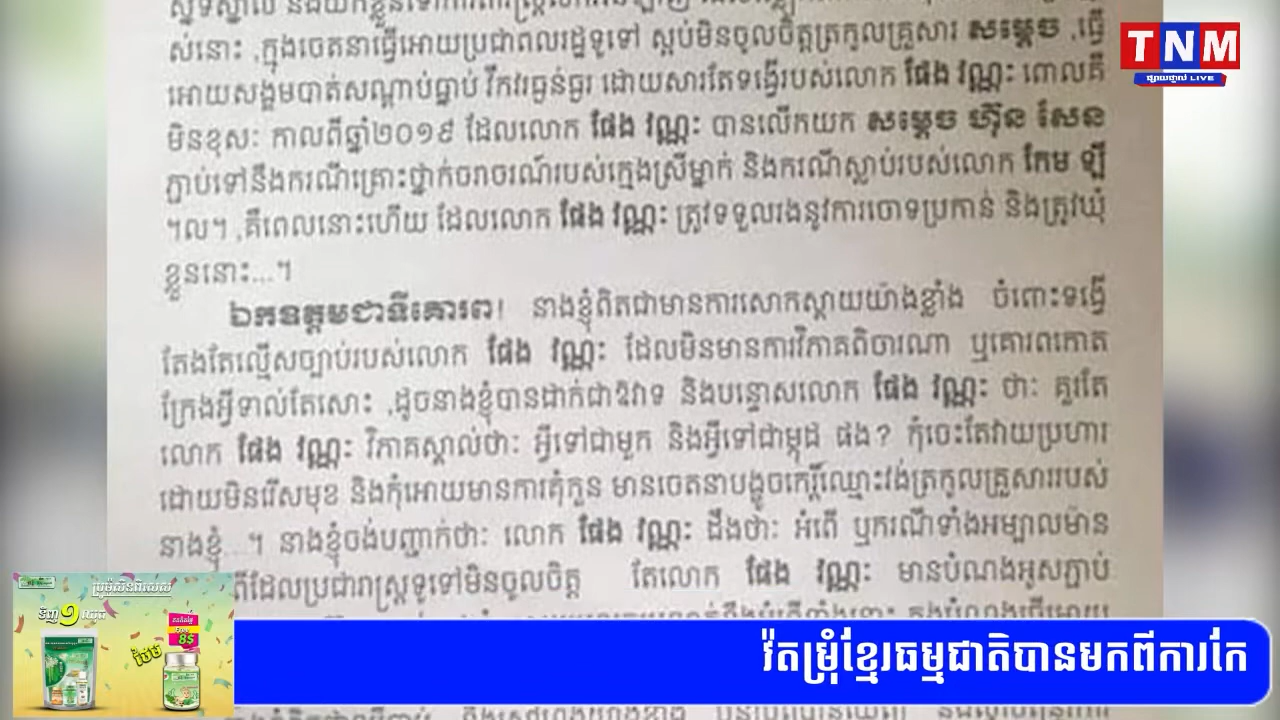 ស់នោះ ,ក្នុងចេតនាធ្វើអោយប្រជាពលរដ្ឋទូទៅ ស្អប់មិនចូលចិត្តត្រកូលគ្រួសារ សម្ដេច ,ធ្វើ
អោយសង្គមបាត់សណ្ដាប់ធ្នាប់ វឹកវរធ្ងន់ធ្ងរ ដោយសារតែទង្វើរបស់លោក ផែង វណ្ណៈ ពោលគឺ
មិនខុសៈ កាលពីឆ្នាំ២០១៩ ដែលលោក ផែង វណ្ណៈ បានលើកយក សម្ដេច ហ៊ុន សែន
ភ្ជាប់ទៅនឹងករណីគ្រោះថ្នាក់ចរាចរណ៍របស់ក្មេងស្រីម្នាក់ និងករណីស្លាប់របស់លោក កែម ឡី
។ល។ ,គឺពេលនោះហើយ ដែលលោក ផែង វណ្ណៈ ត្រូវទទួលរងនូវការចោទប្រកាន់ និងត្រូវឃុំ
ខ្លួននោះ...។
ឯកឧត្តមជាទីគោរព! នាងខ្ញុំពិតជាមានការសោកស្ដាយយ៉ាងខ្លាំង ចំពោះទង្វើ
តែងតែល្មើសច្បាប់របស់លោក ផែង វណ្ណៈ ដែលមិនមានការវិភាគពិចារណា ឬគោរពកោត
ក្រែងអ្វីទាល់តែសោះ ,ដូចនាងខ្ញុំបានដាក់ជាឱវាទ និងបន្ទោសលោក ផែង វណ្ណៈ ថាៈ គួរតែ
លោក ផែង វណ្ណៈ វិភាគស្គាល់ថាៈ អ្វីទៅជាមួក និងអ្វីទៅជាម្កុដ ផង? កុំចេះតែវាយប្រហារ
ដោយមិនរើសមុខ និងកុំអោយមានការគុំកួន មានចេតនាបង្ខូចកេរ្តិ៍ឈ្មោះវង់ត្រកូលគ្រួសាររបស់
នាងខ្ញុំ...។ នាងខ្ញុំចង់បញ្ជាក់ថាៈ លោក ផែង វណ្ណៈ ដឹងថាៈ អំពើ ឬករណីទាំងអម្បាលម៉ាន
តីដែលប្រជារាស្ត្រទូទៅមិនចូលចិត្ត តែលោក ផែង វណ្ណៈ មានបំណងអូសភ្ជាប់
TNM
ផ្សាយផ្ទាល់ LIVE
ប្រូម៉ូសិនពិសេស
ទិញ ១
Free
8$
ថែម
វ៉តម្រុំខ្មែរធម្មជាតិបានមកពីការកែ